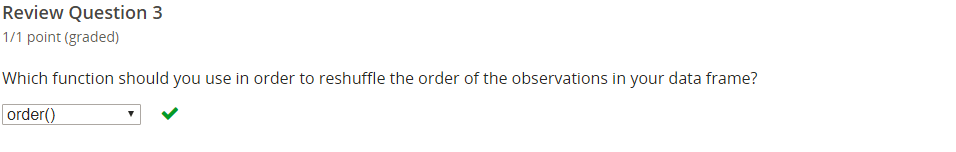 Review Question 3
1/1 point (graded)
Which function should you use in order to reshuffle the order of the observations in your data frame?
order()